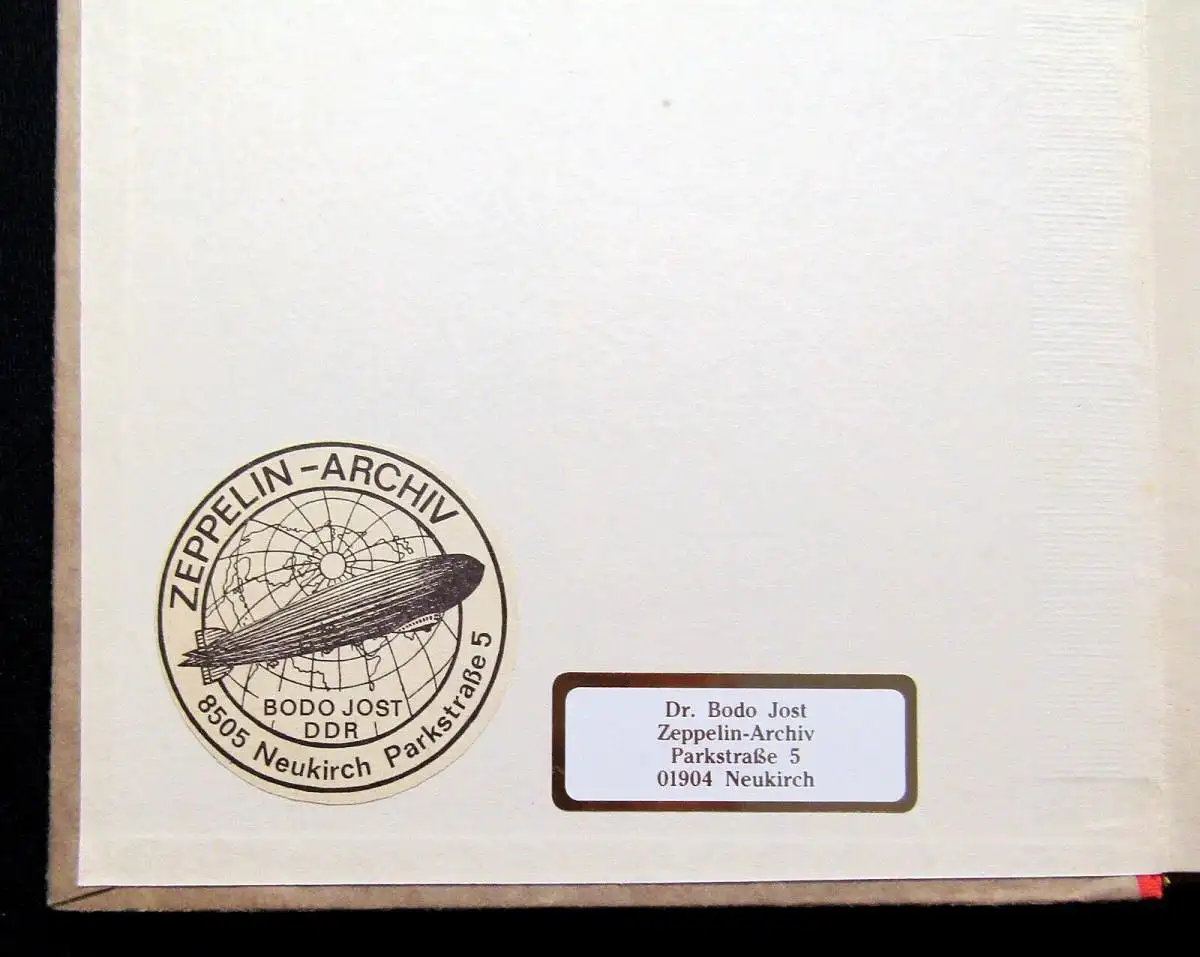 ZEPPELIN-ARCHIV
BODO JOST
DDR
8505 Neukirch Parkstraße 5
Dr. Bodo Jost
Zeppelin-Archiv
Parkstraße 5
01904 Neukirch